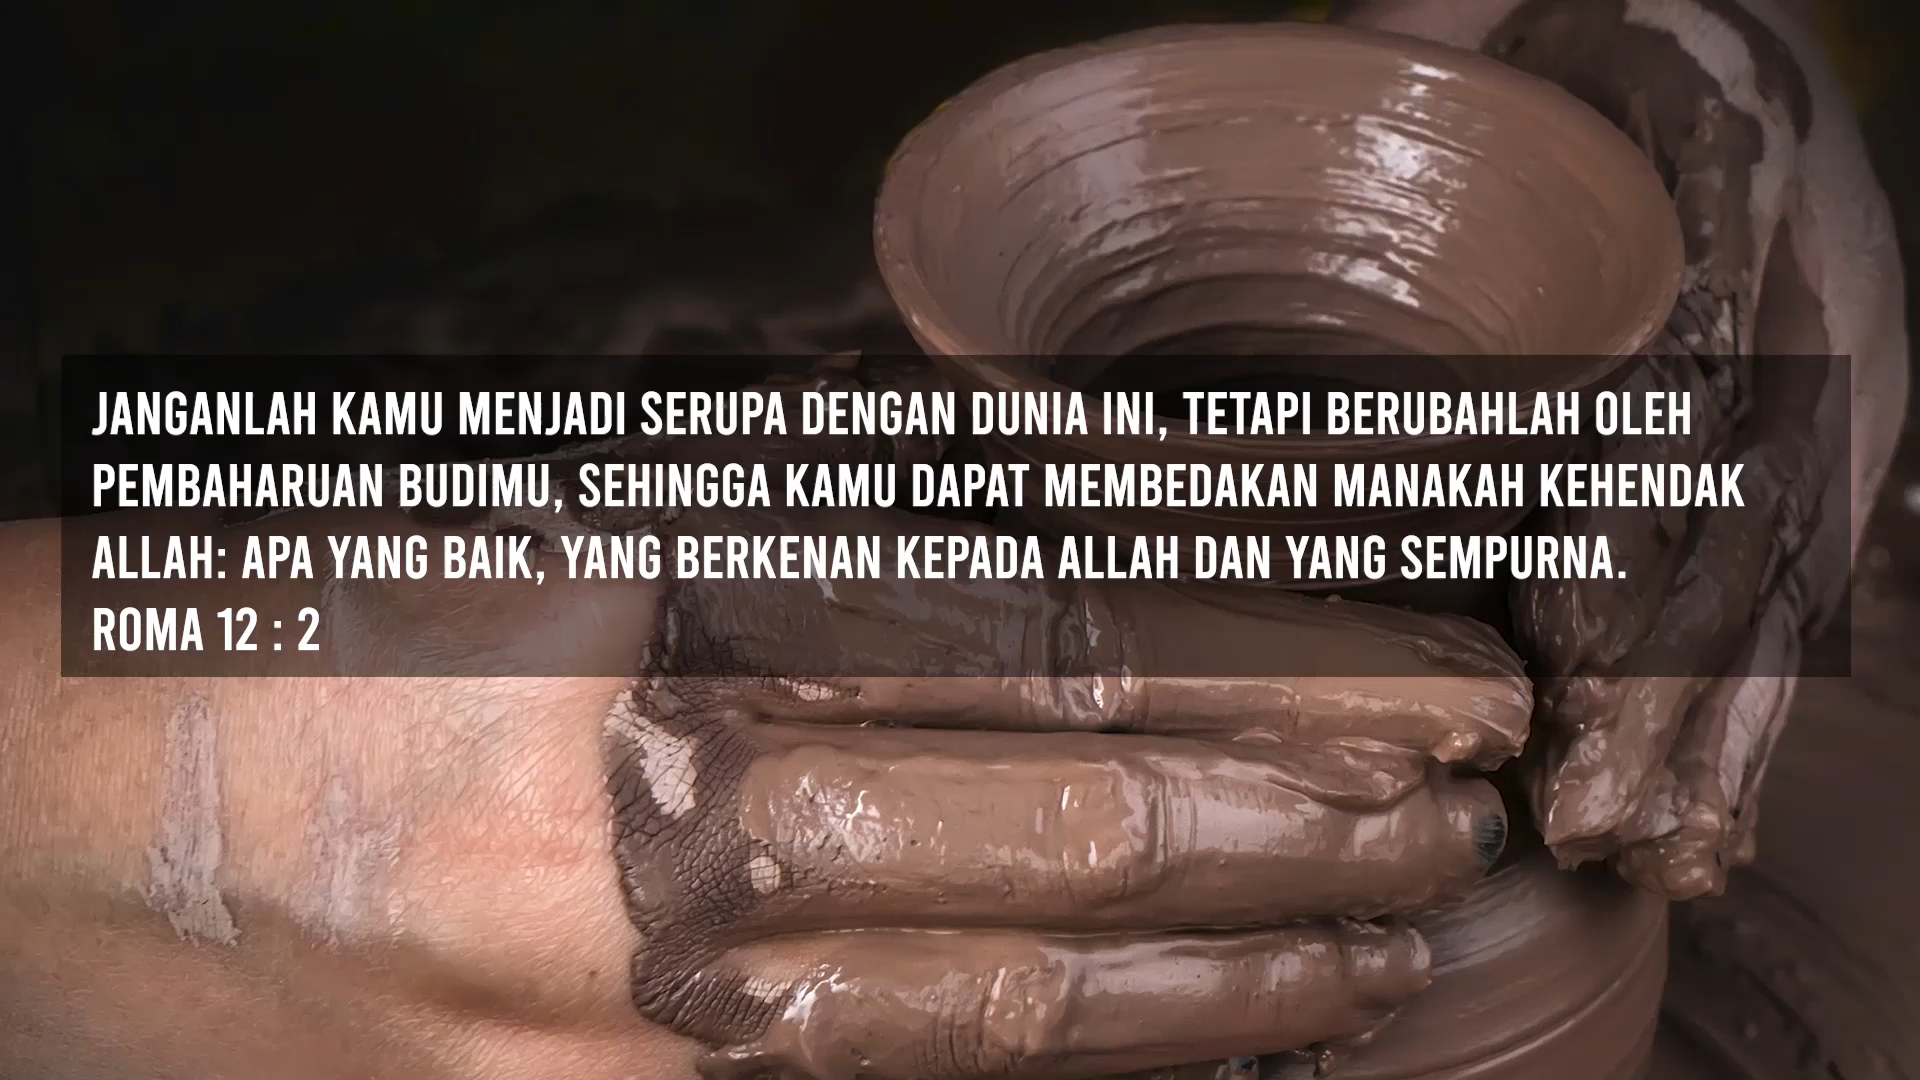 JANGANLAH KAMU MENJADI SERUPA DENGAN DUNIA INI, TETAPI BERUBAHLAH OLEH
PEMBAHARUAN BUDIMU, SEHINGGA KAMU DAPAT MEMBEDAKAN MANAKAH KEHENDAK
ALLAH: APA YANG BAIK, YANG BERKENAN KEPADA ALLAH DAN YANG SEMPURNA.
ROMA 12 : 2